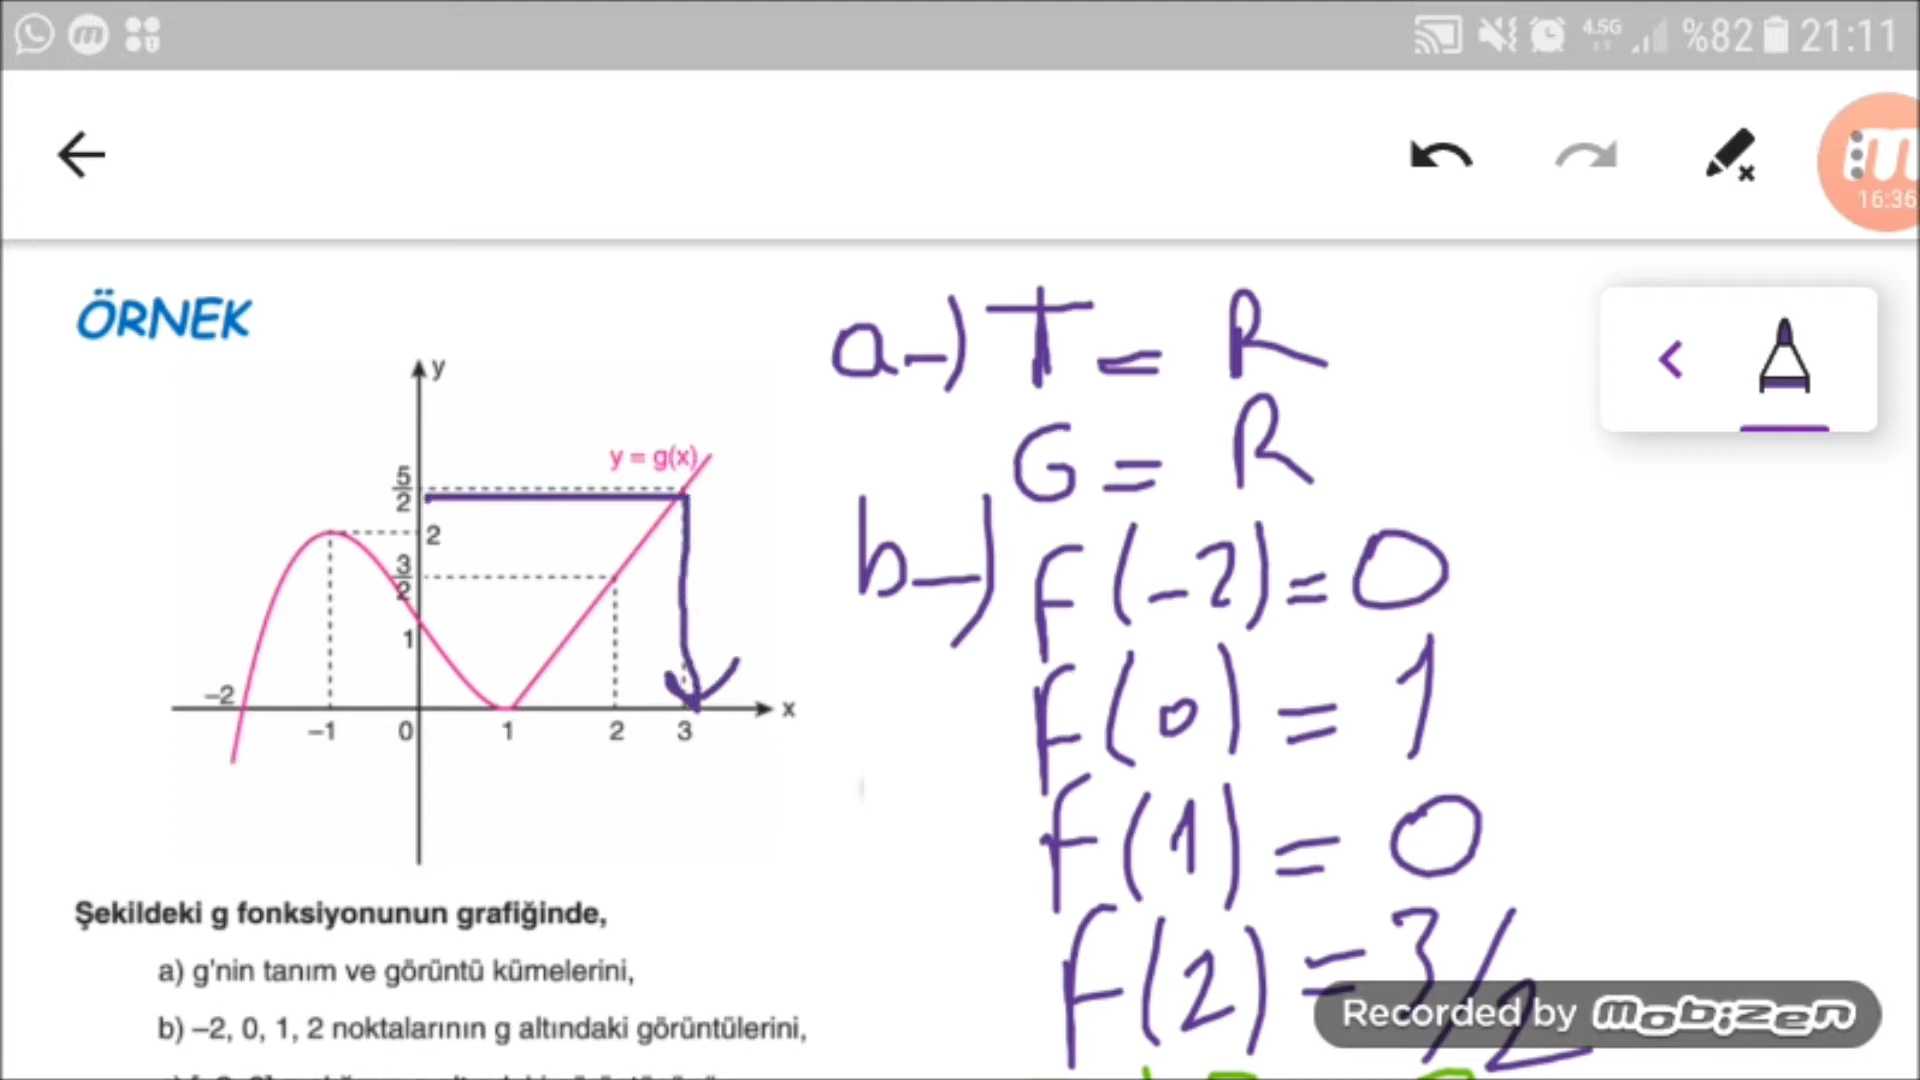 4.5G %82 21:11
16:36
ÖRNEK
y
y = g(x)
5
2
2
3
2
1
-2
-1 0 1 2 3 x
a-) T = R
G = R
b-) F(-2) = 0
F(0) = 1
F(1) = 0
F(2) = 3/2
Şekildeki g fonksiyonunun grafiğinde,
a) g'nin tanım ve görüntü kümelerini,
b) –2, 0, 1, 2 noktalarının g altındaki görüntülerini,
Recorded by mobizen